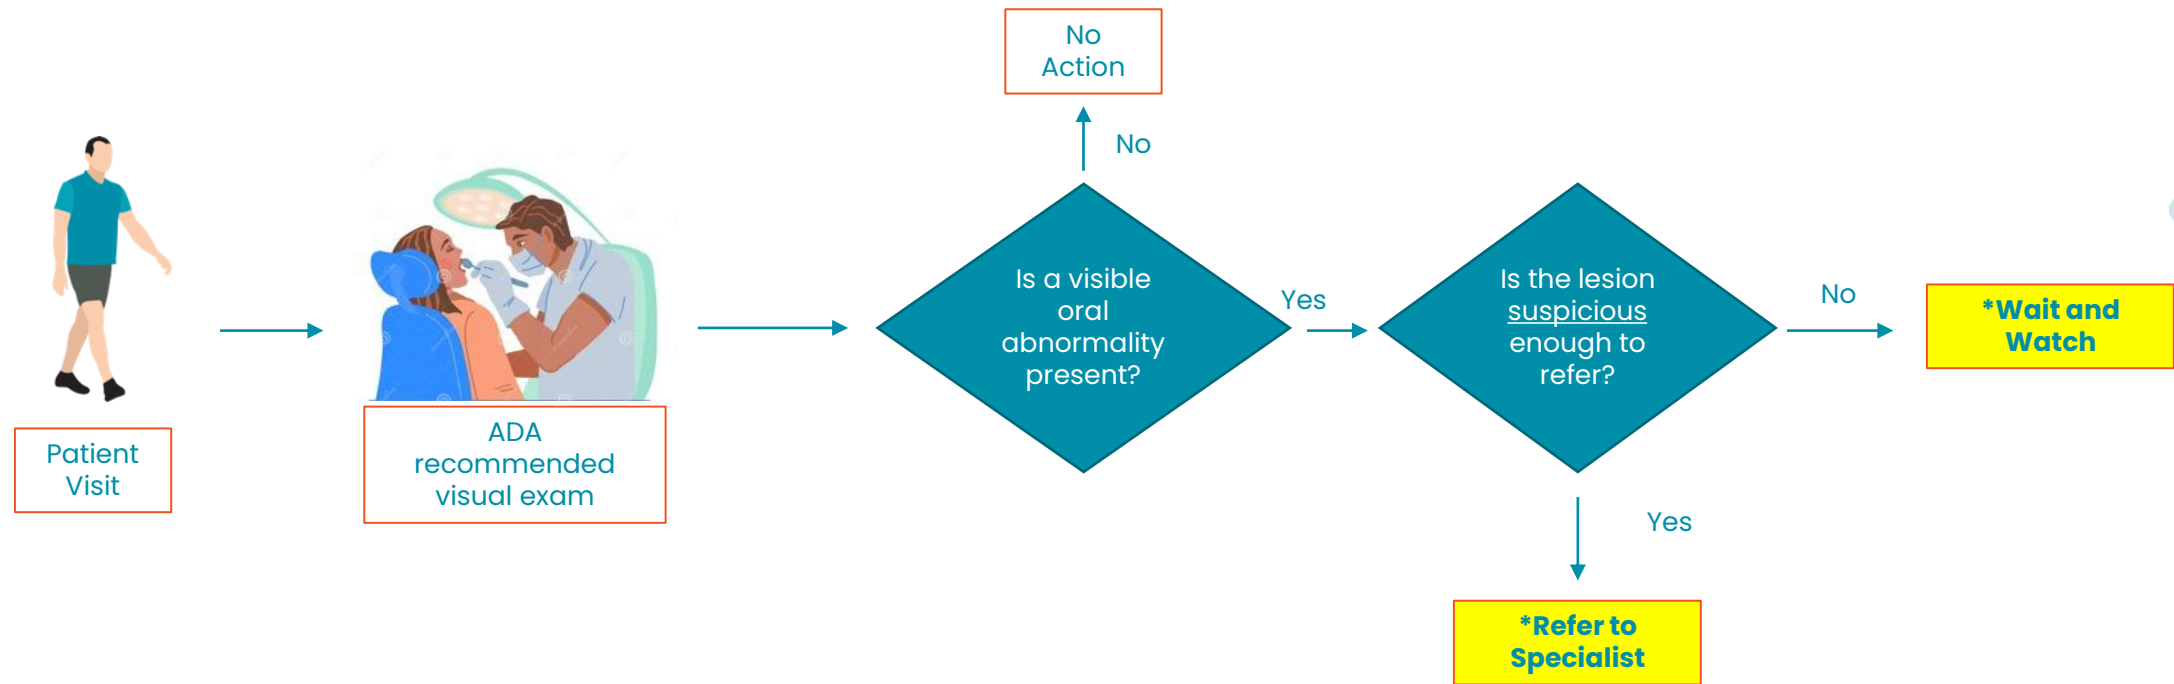 Patient
Visit
ADA
recommended
visual exam
No
Action
No
Is a visible
oral
abnormality
present?
Yes
Is the lesion
suspicious
enough to
refer?
No
*Wait and
Watch
Yes
*Refer to
Specialist